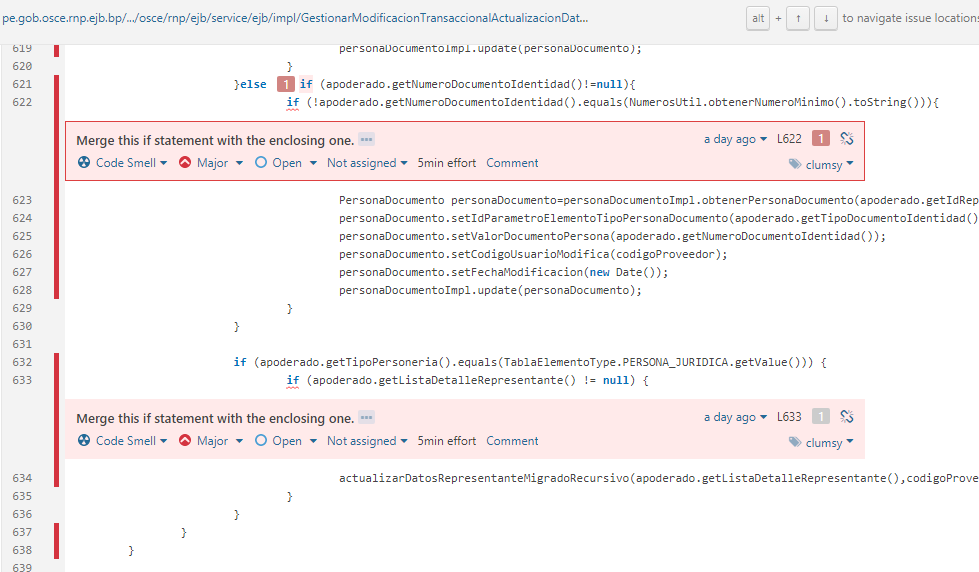 pe.gob.osce.rnp.ejb.bp/.../osce/rnp/ejb/service/ejb/impl/GestionarModificacionTransaccionalActualizacionDat... alt + ↑ ↓ to navigate issue locations
619 personaDocumentoImpl.update(personaDocumento);
620 }
621 }else 1 if (apoderado.getNumeroDocumentoIdentidad()!=null){
622 if (!apoderado.getNumeroDocumentoIdentidad().equals(NumerosUtil.obtenerNumeroMinimo().toString())){
Merge this if statement with the enclosing one. ••• a day ago L622 1
Code Smell Major Open Not assigned 5min effort Comment clumsy
623 PersonaDocumento personaDocumento=personaDocumentoImpl.obtenerPersonaDocumento(apoderado.getIdRep
624 personaDocumento.setIdParametroElementoTipoPersonaDocumento(apoderado.getTipoDocumentoIdentidad()
625 personaDocumento.setValorDocumentoPersona(apoderado.getNumeroDocumentoIdentidad());
626 personaDocumento.setCodigoUsuarioModifica(codigoProveedor);
627 personaDocumento.setFechaModificacion(new Date());
628 personaDocumentoImpl.update(personaDocumento);
629 }
630 }
631
632 if (apoderado.getTipoPersoneria().equals(TablaElementoType.PERSONA_JURIDICA.getValue())) {
633 if (apoderado.getListaDetalleRepresentante() != null) {
Merge this if statement with the enclosing one. ••• a day ago L633 1
Code Smell Major Open Not assigned 5min effort Comment clumsy
634 actualizarDatosRepresentanteMigradoRecursivo(apoderado.getListaDetalleRepresentante(),codigoProve
635 }
636 }
637 }
638 }
639